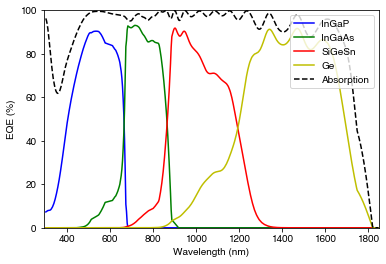 100
80
60
40
20
0
EQE (%)
400 600 800 1000 1200 1400 1600 1800
Wavelength (nm)
InGaP
InGaAs
SiGeSn
Ge
Absorption